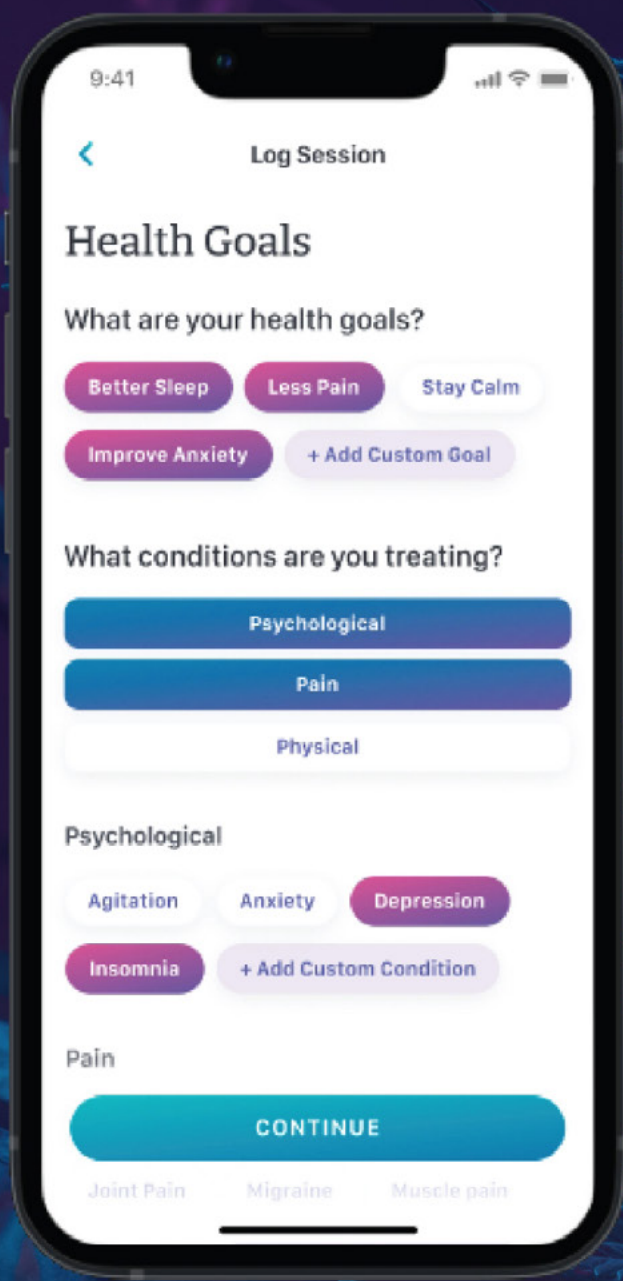 9:41
Log Session
Health Goals
What are your health goals?
Better Sleep Less Pain Stay Calm
Improve Anxiety + Add Custom Goal
What conditions are you treating?
Psychological
Pain
Physical
Psychological
Agitation Anxiety Depression
Insomnia + Add Custom Condition
Pain
CONTINUE
Joint Pain Migraine Muscle pain